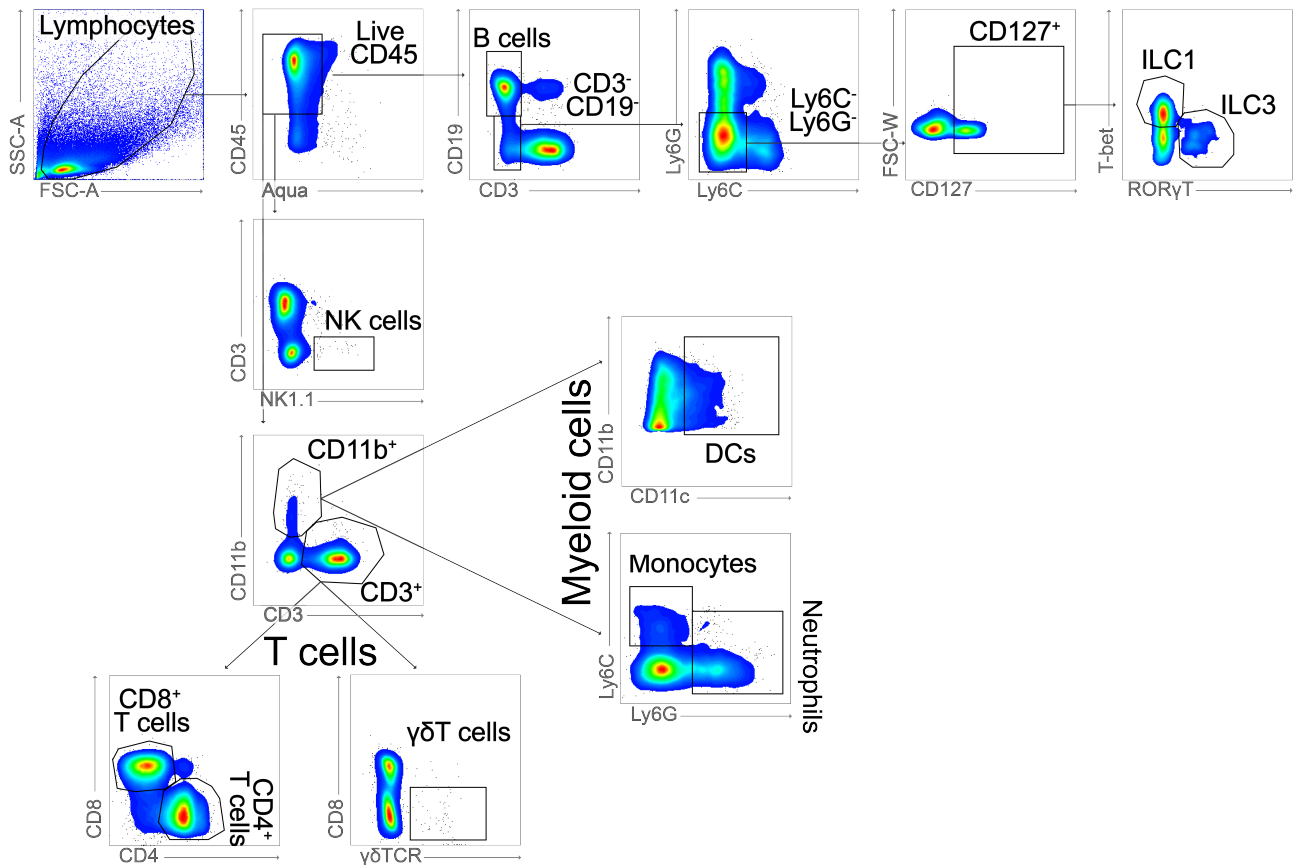 Lymphocytes
SSC-A
FSC-A
Live
CD45
CD45
Aqua
B cells
CD3⁻
CD19⁻
CD19
CD3
Ly6C⁻
Ly6G⁻
Ly6G
Ly6C
CD127⁺
FSC-W
CD127
ILC1
ILC3
T-bet
RORγT
NK cells
CD3
NK1.1
CD11b⁺
CD3⁺
CD11b
CD3
Myeloid cells
DCs
CD11b
CD11c
Monocytes
Neutrophils
Ly6C
Ly6G
T cells
CD8⁺
T cells
CD4⁺
T cells
CD8
CD4
γδT cells
CD8
γδTCR